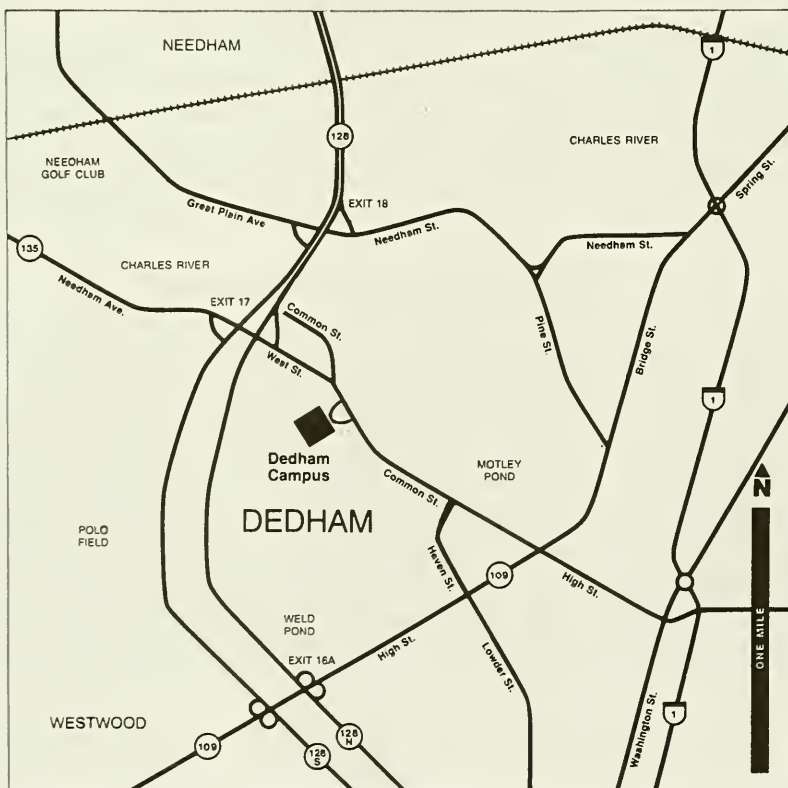 NEEDHAM
1
128
CHARLES RIVER
NEEDHAM
GOLF CLUB
Spring St.
EXIT 18
Great Plain Ave
Needham St.
Needham St.
135
CHARLES RIVER
Needham Ave.
EXIT 17
Common St.
Pine St.
Bridge St.
West St.
1
Dedham
Campus
MOTLEY
POND
Common St.
N
DEDHAM
POLO
FIELD
Haven St.
109
High St.
WELD
POND
ONE MILE
High St.
EXIT 16A
Lowder St.
WESTWOOD
Washington St.
1
109
128
N
128
S